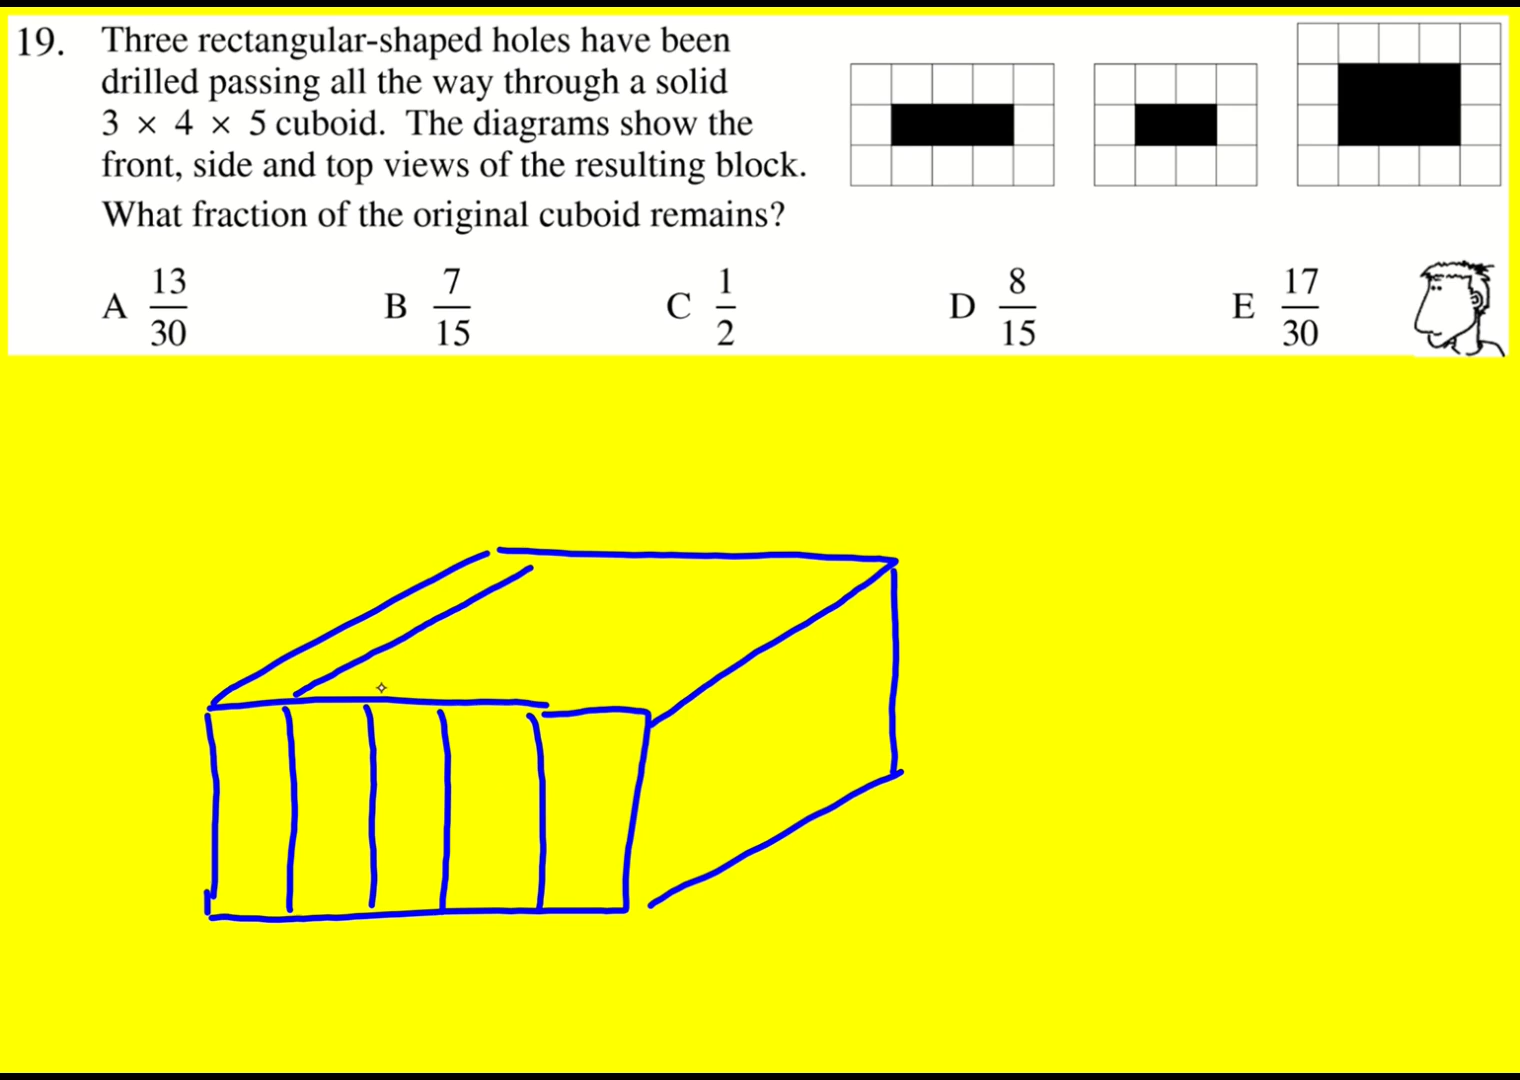 19. Three rectangular-shaped holes have been
drilled passing all the way through a solid
3 × 4 × 5 cuboid. The diagrams show the
front, side and top views of the resulting block.
What fraction of the original cuboid remains?
A 13/30 B 7/15 C 1/2 D 8/15 E 17/30